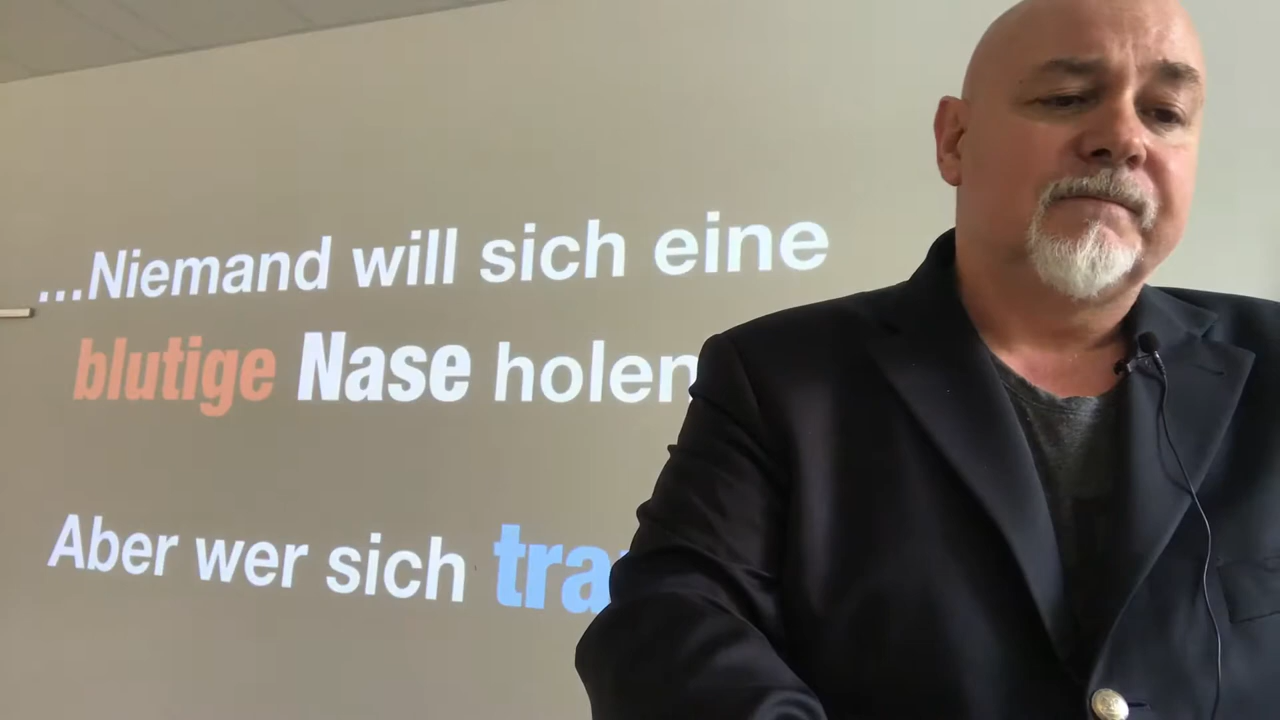 ...Niemand will sich eine
blutige Nase holen
Aber wer sich